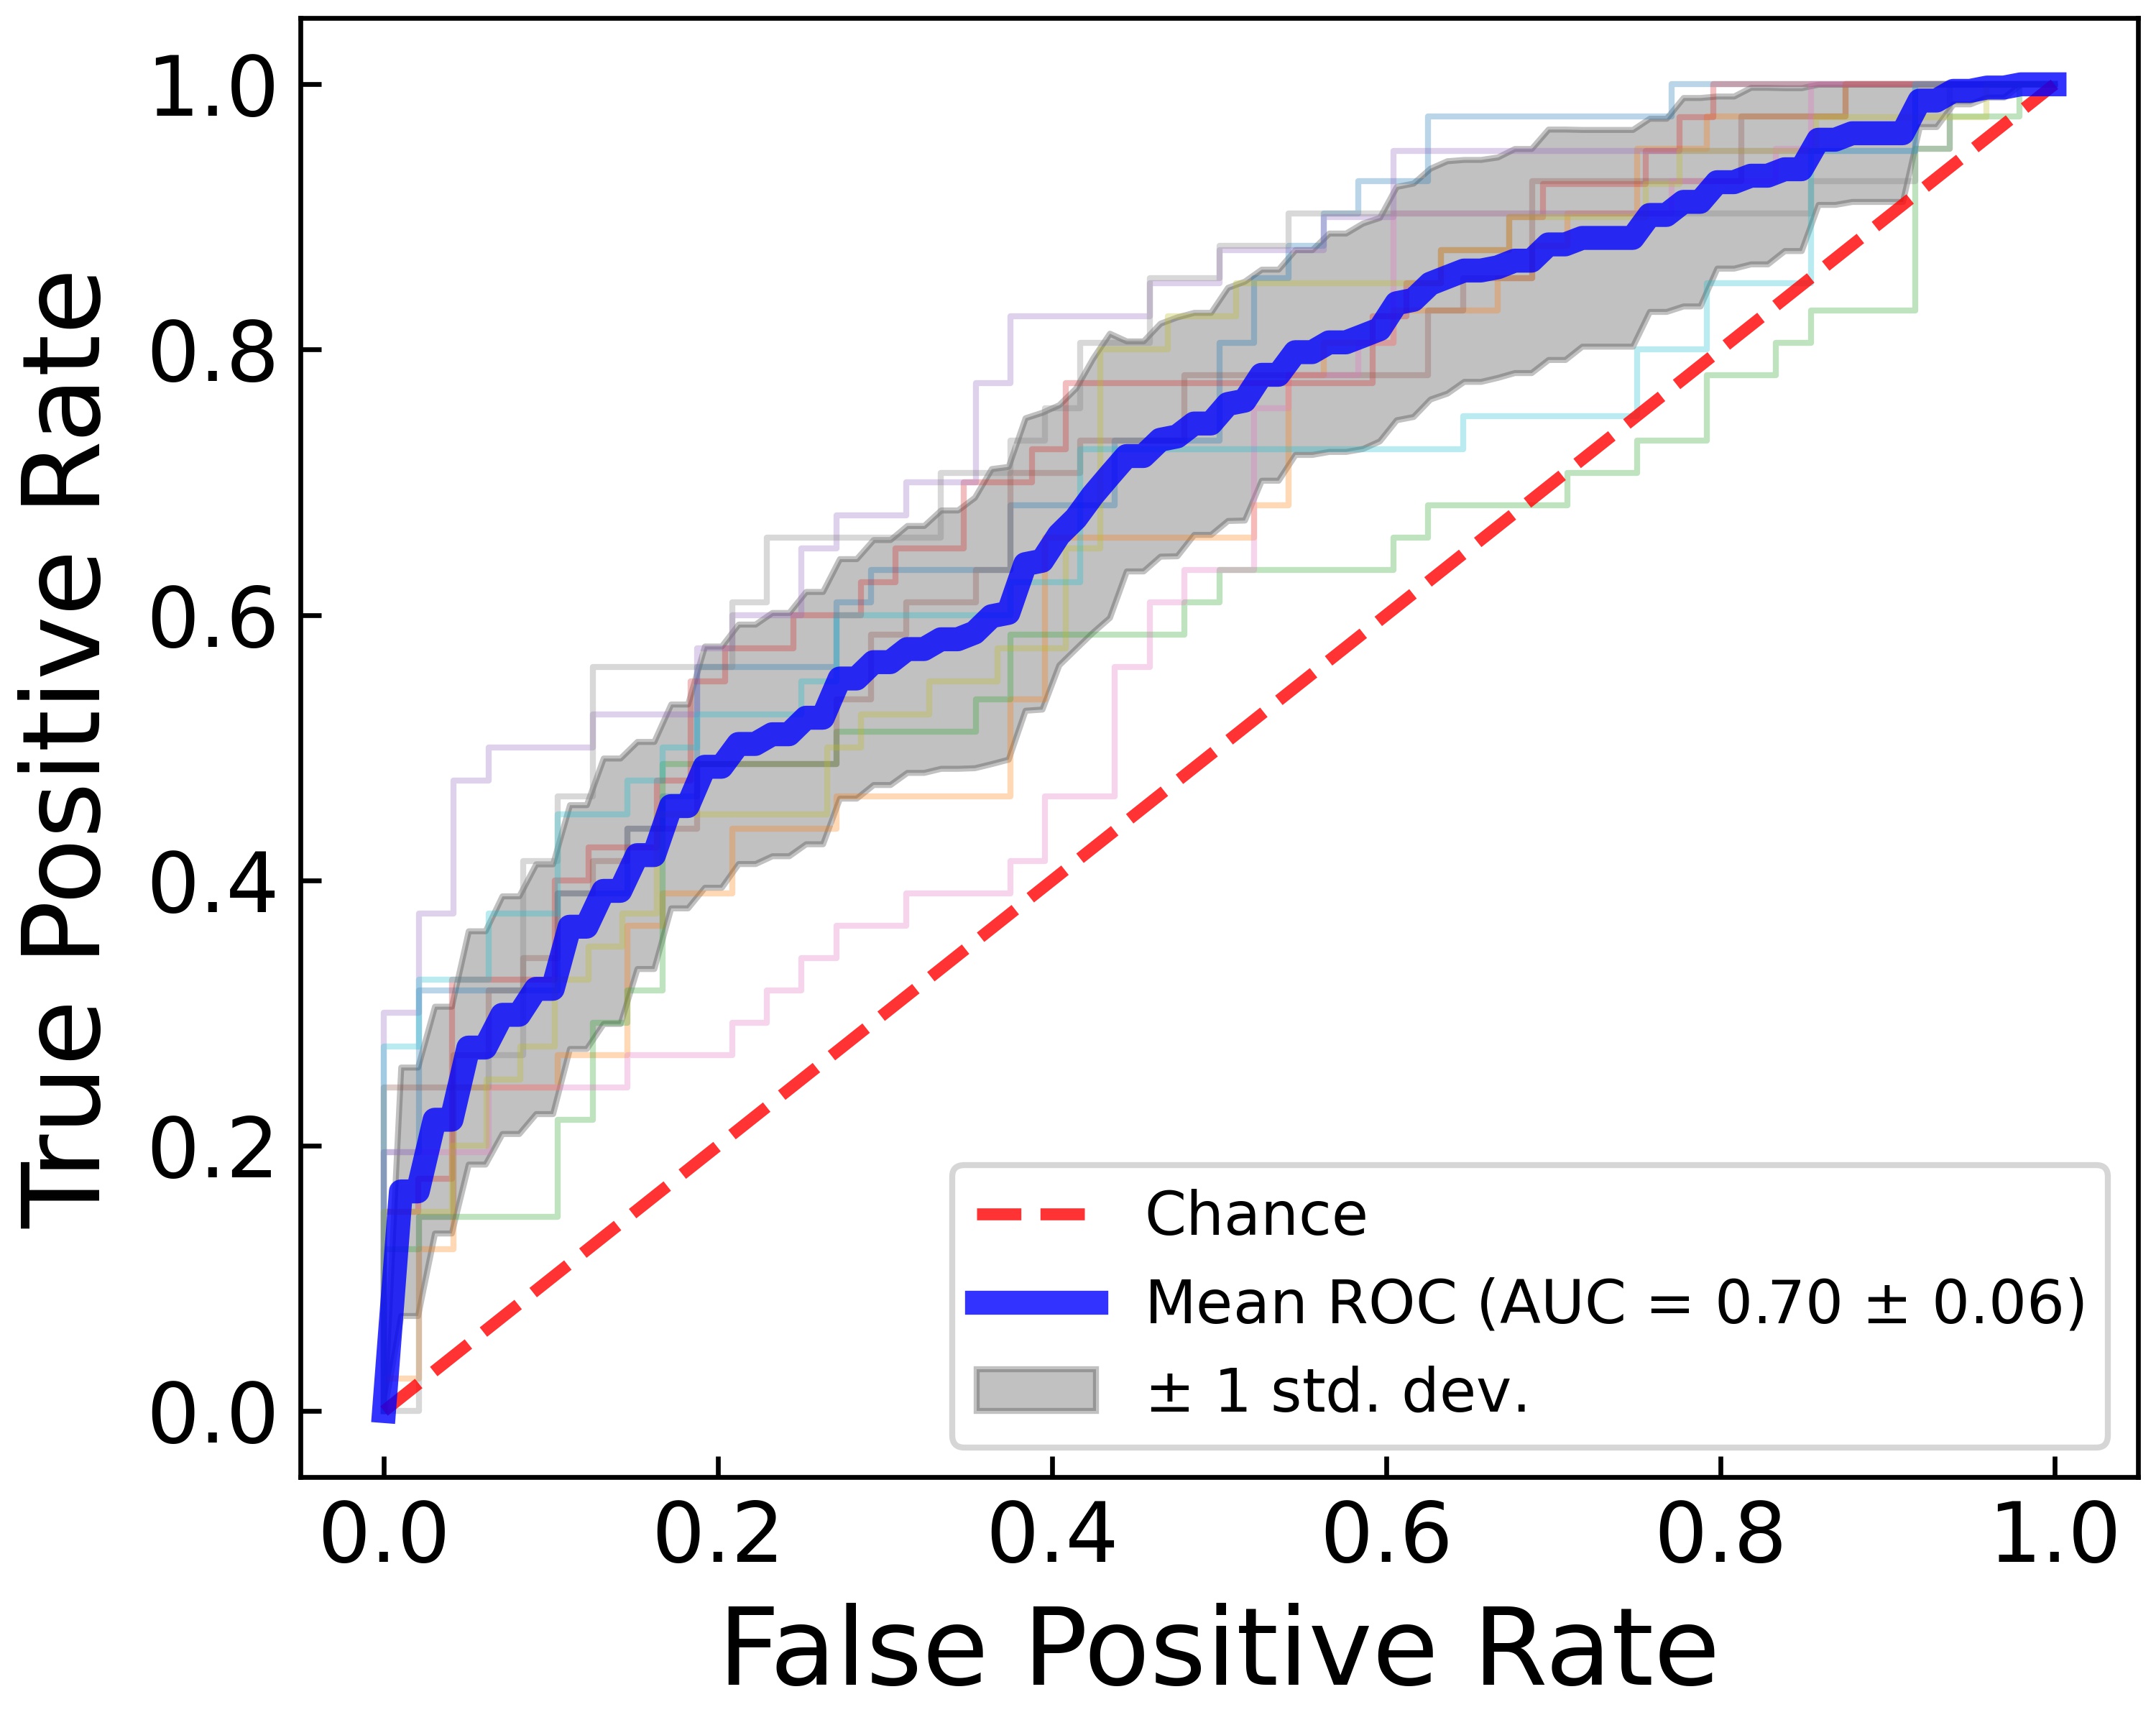 True Positive Rate
1.0
0.8
0.6
0.4
0.2
0.0
Chance
Mean ROC (AUC = 0.70 ± 0.06)
± 1 std. dev.
0.0 0.2 0.4 0.6 0.8 1.0
False Positive Rate